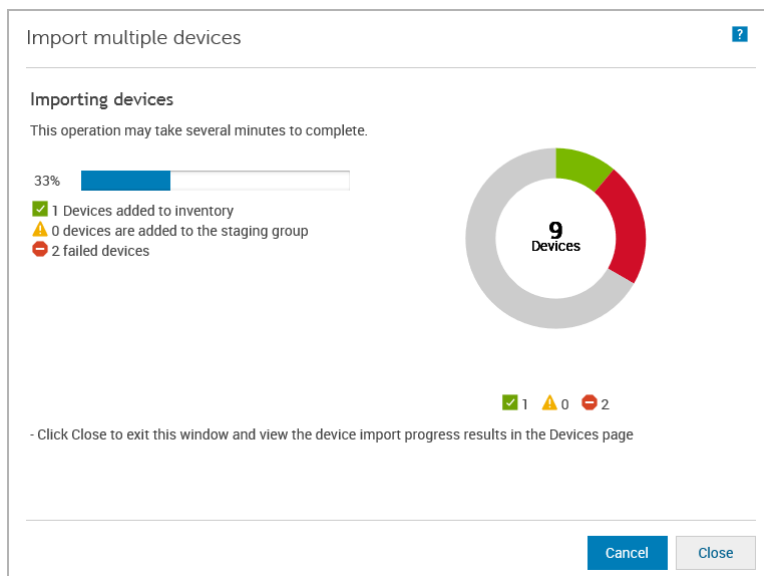 Import multiple devices
?
Importing devices
This operation may take several minutes to complete.
33%
1 Devices added to inventory
0 devices are added to the staging group
2 failed devices
9
Devices
1 0 2
- Click Close to exit this window and view the device import progress results in the Devices page
Cancel Close